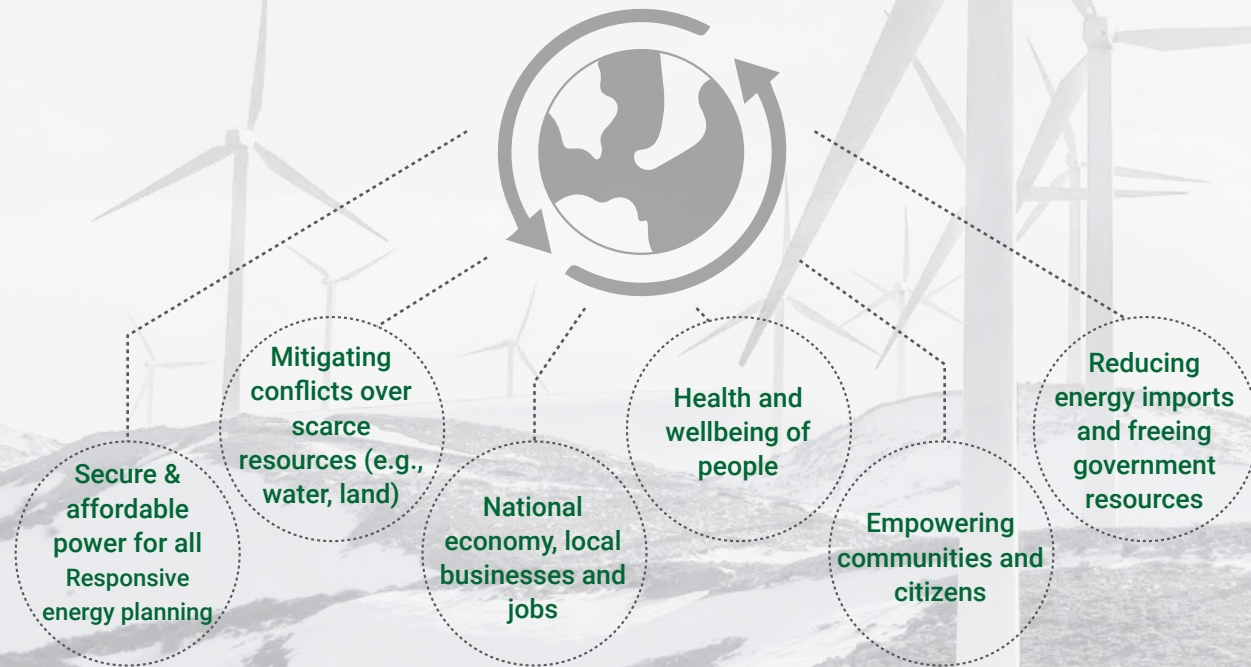 Secure &
affordable
power for all
Responsive
energy planning
Mitigating
conflicts over
scarce
resources (e.g.,
water, land)
National
economy, local
businesses and
jobs
Health and
wellbeing of
people
Empowering
communities and
citizens
Reducing
energy imports
and freeing
government
resources